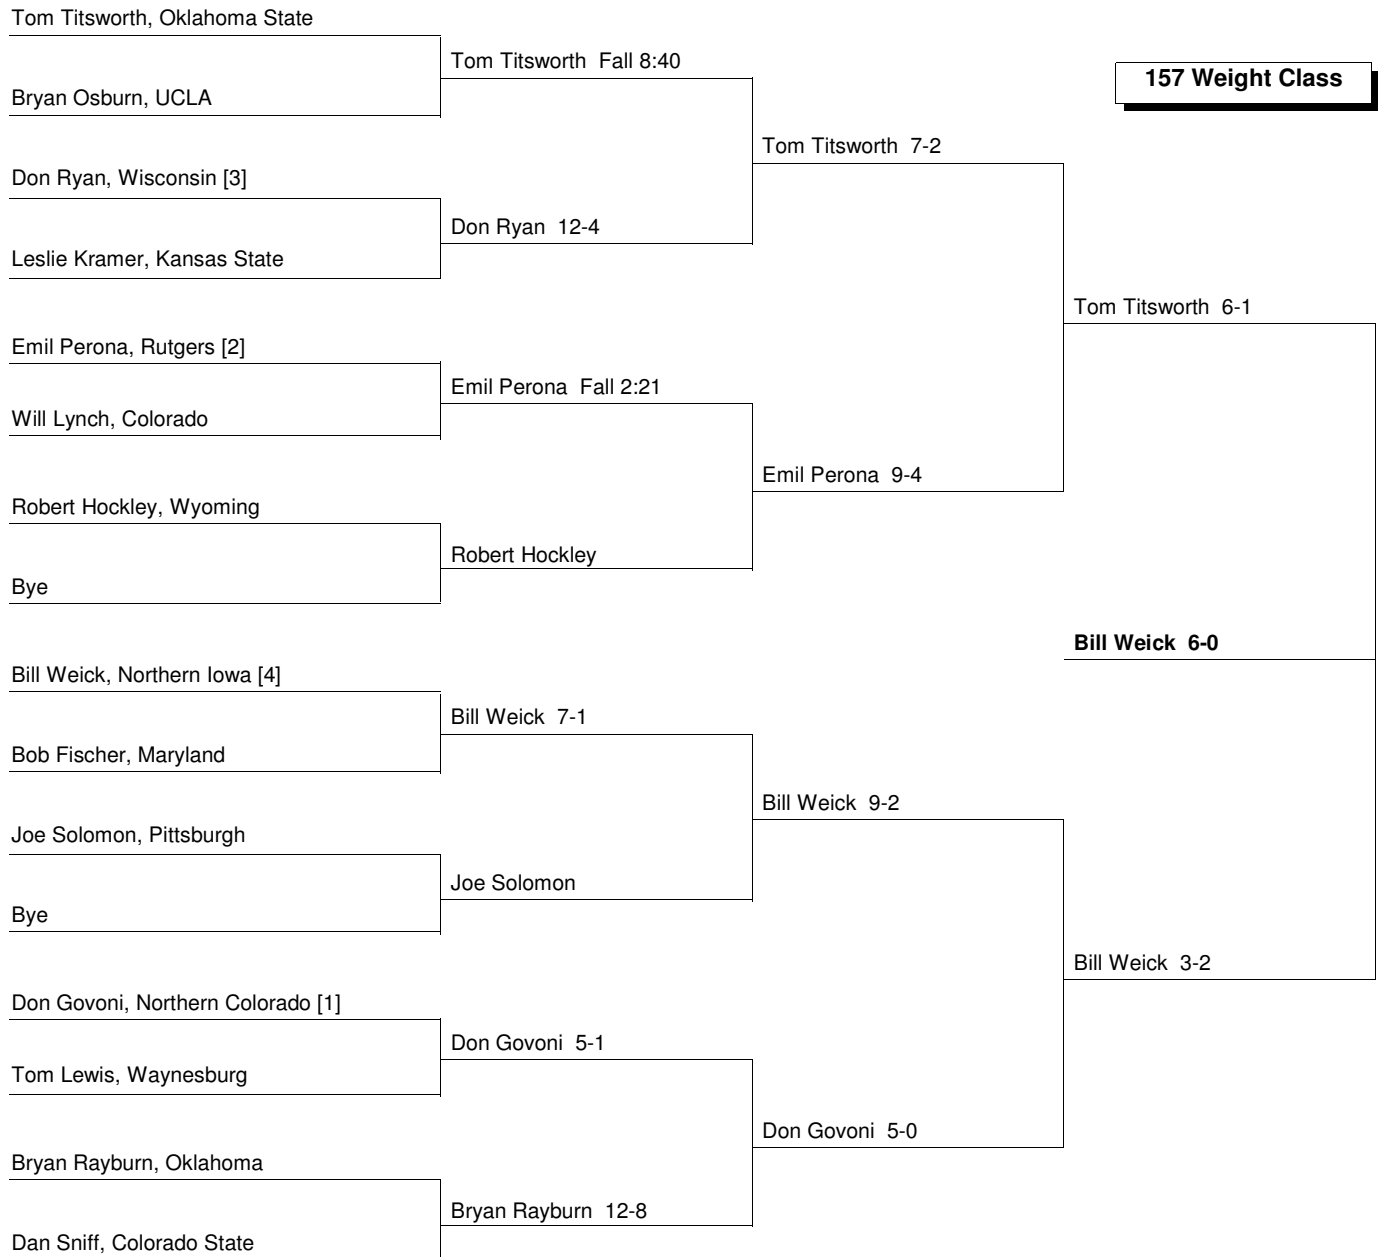 Tom Titsworth, Oklahoma State
Tom Titsworth  Fall 8:40
157 Weight Class
Bryan Osburn, UCLA
Tom Titsworth  7-2
Don Ryan, Wisconsin [3]
Don Ryan  12-4
Leslie Kramer, Kansas State
Tom Titsworth  6-1
Emil Perona, Rutgers [2]
Emil Perona  Fall 2:21
Will Lynch, Colorado
Emil Perona  9-4
Robert Hockley, Wyoming
Robert Hockley
Bye
Bill Weick  6-0
Bill Weick, Northern Iowa [4]
Bill Weick  7-1
Bob Fischer, Maryland
Bill Weick  9-2
Joe Solomon, Pittsburgh
Joe Solomon
Bye
Bill Weick  3-2
Don Govoni, Northern Colorado [1]
Don Govoni  5-1
Tom Lewis, Waynesburg
Don Govoni  5-0
Bryan Rayburn, Oklahoma
Bryan Rayburn  12-8
Dan Sniff, Colorado State